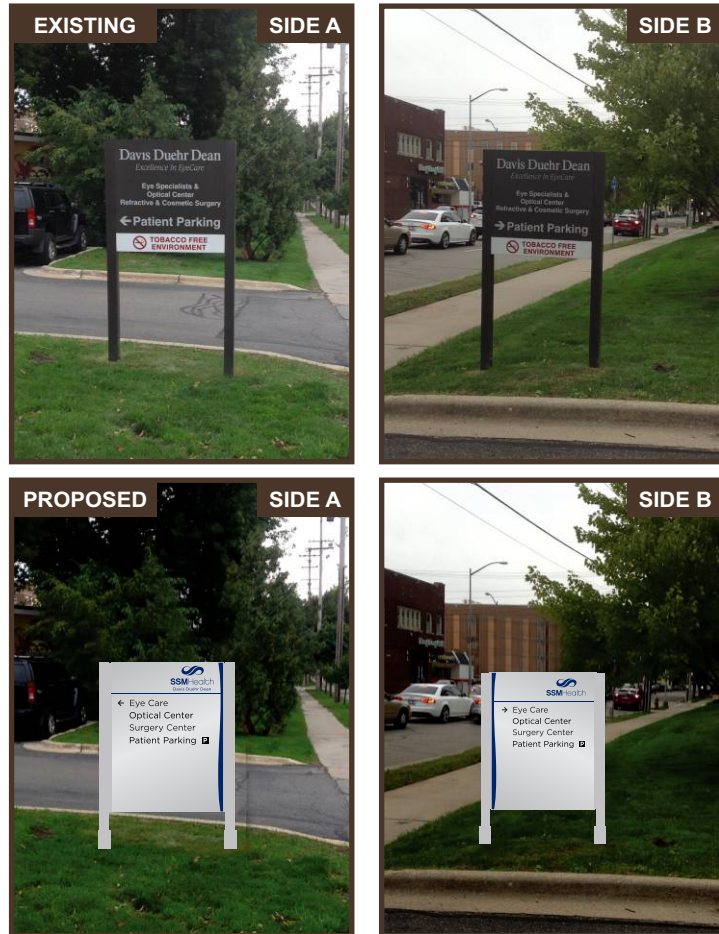 EXISTING
SIDE A
Davis Duehr Dean
Excellence In EyeCare
Eye Specialists &
Optical Center
Refractive & Cosmetic Surgery
←Patient Parking
TOBACCO FREE
ENVIRONMENT
SIDE B
Davis Duehr Dean
Excellence In EyeCare
Eye Specialists &
Optical Center
Refractive & Cosmetic Surgery
→Patient Parking
TOBACCO FREE
ENVIRONMENT
PROPOSED
SIDE A
SSMHealth
Davis Duehr Dean
← Eye Care
Optical Center
Surgery Center
Patient Parking P
SIDE B
SSMHealth
→ Eye Care
Optical Center
Surgery Center
Patient Parking P